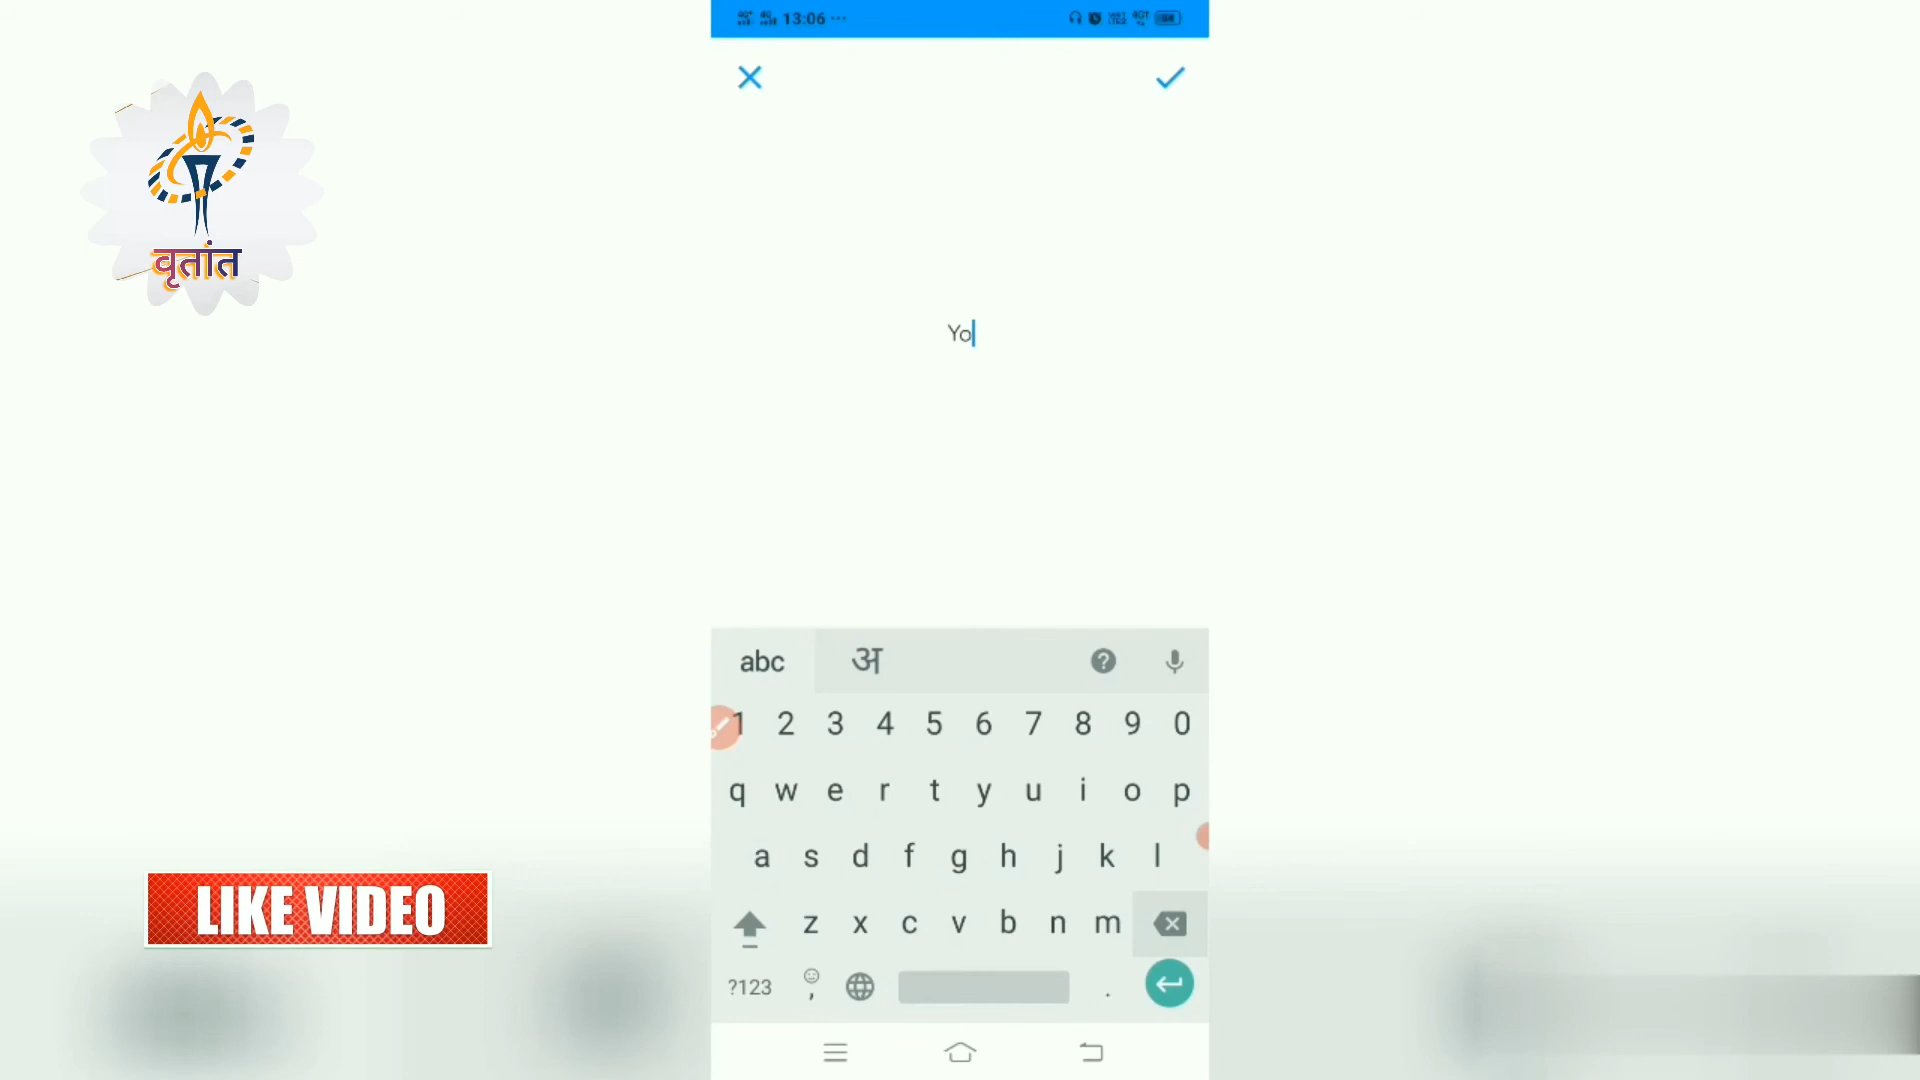 13:06 ...
वृतांत
Yo
abc अ ?
1 2 3 4 5 6 7 8 9 0
q w e r t y u i o p
a s d f g h j k l
z x c v b n m
?123 , .
LIKE VIDEO